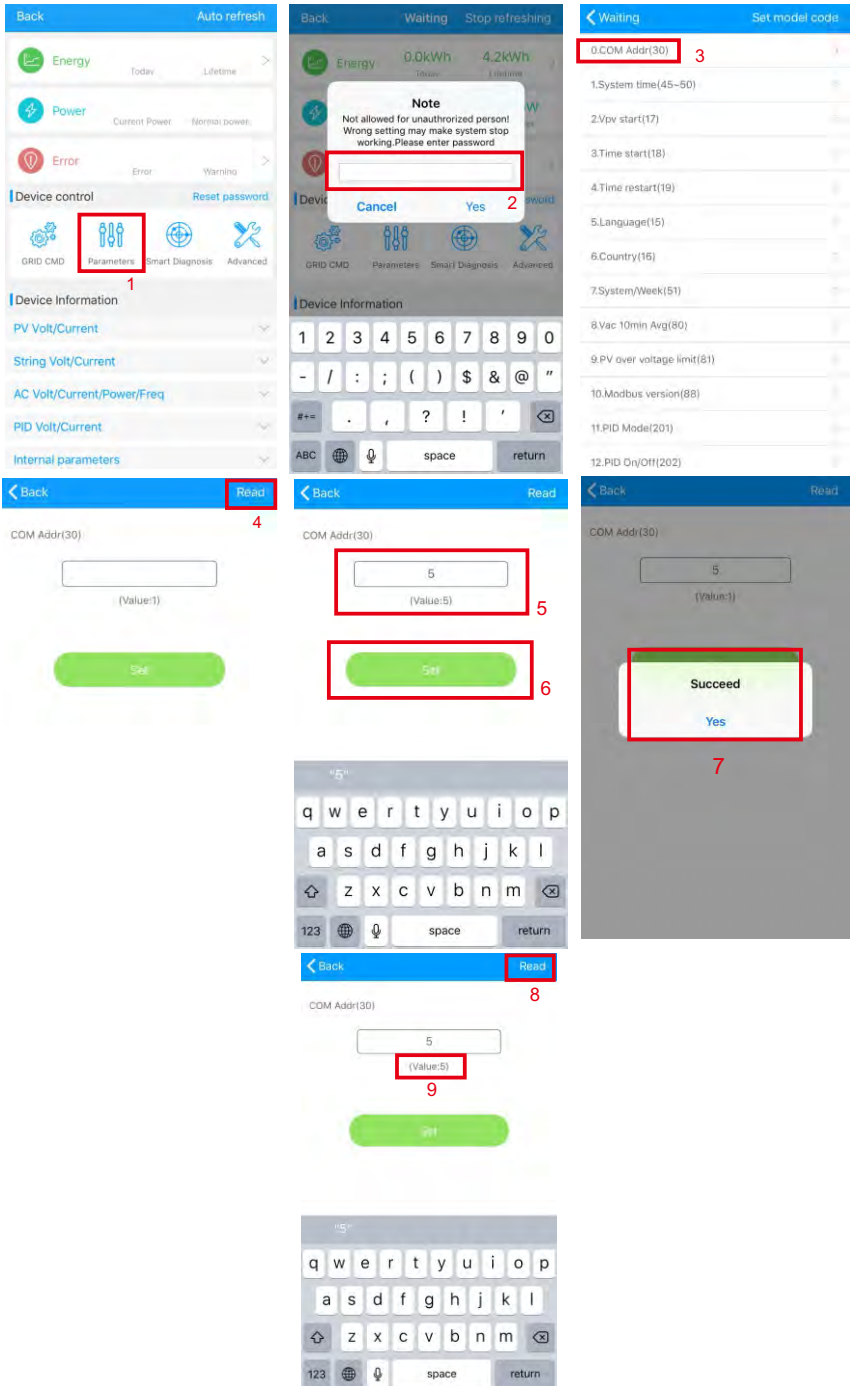 Back Auto refresh
Energy
Today Lifetime
Power
Current Power Normal power
Error
Error Warning
Device control Reset password
GRID CMD Parameters Smart Diagnosis Advanced
1
Device Information
PV Volt/Current
String Volt/Current
AC Volt/Current/Power/Freq
PID Volt/Current
Internal parameters
Back Waiting Stop refreshing
Energy 0.0kWh 4.2kWh
Today Lifetime
W
Note
Not allowed for unauthrorized person!
Wrong setting may make system stop
working.Please enter password
Cancel Yes
2
Devic sword
GRID CMD Parameters Smart Diagnosis Advanced
Device Information
1 2 3 4 5 6 7 8 9 0
- / : ; ( ) $ & @ "
#+= . , ? ! '
ABC space return
Waiting Set model code
0.COM Addr(30)
3
1.System time(45~50)
2.Vpv start(17)
3.Time start(18)
4.Time restart(19)
5.Language(15)
6.Country(16)
7.System/Week(51)
8.Vac 10min Avg(80)
9.PV over voltage limit(81)
10.Modbus version(88)
11.PID Mode(201)
12.PID On/Off(202)
Back Read
4
COM Addr(30)
(Value:1)
Set
Back Read
COM Addr(30)
5
(Value:5)
5
Set
6
"5"
q w e r t y u i o p
a s d f g h j k l
z x c v b n m
123 space return
Back Read
COM Addr(30)
5
(Value:1)
Succeed
Yes
7
Back Read
8
COM Addr(30)
5
(Value:5)
9
Set
"5"
q w e r t y u i o p
a s d f g h j k l
z x c v b n m
123 space return